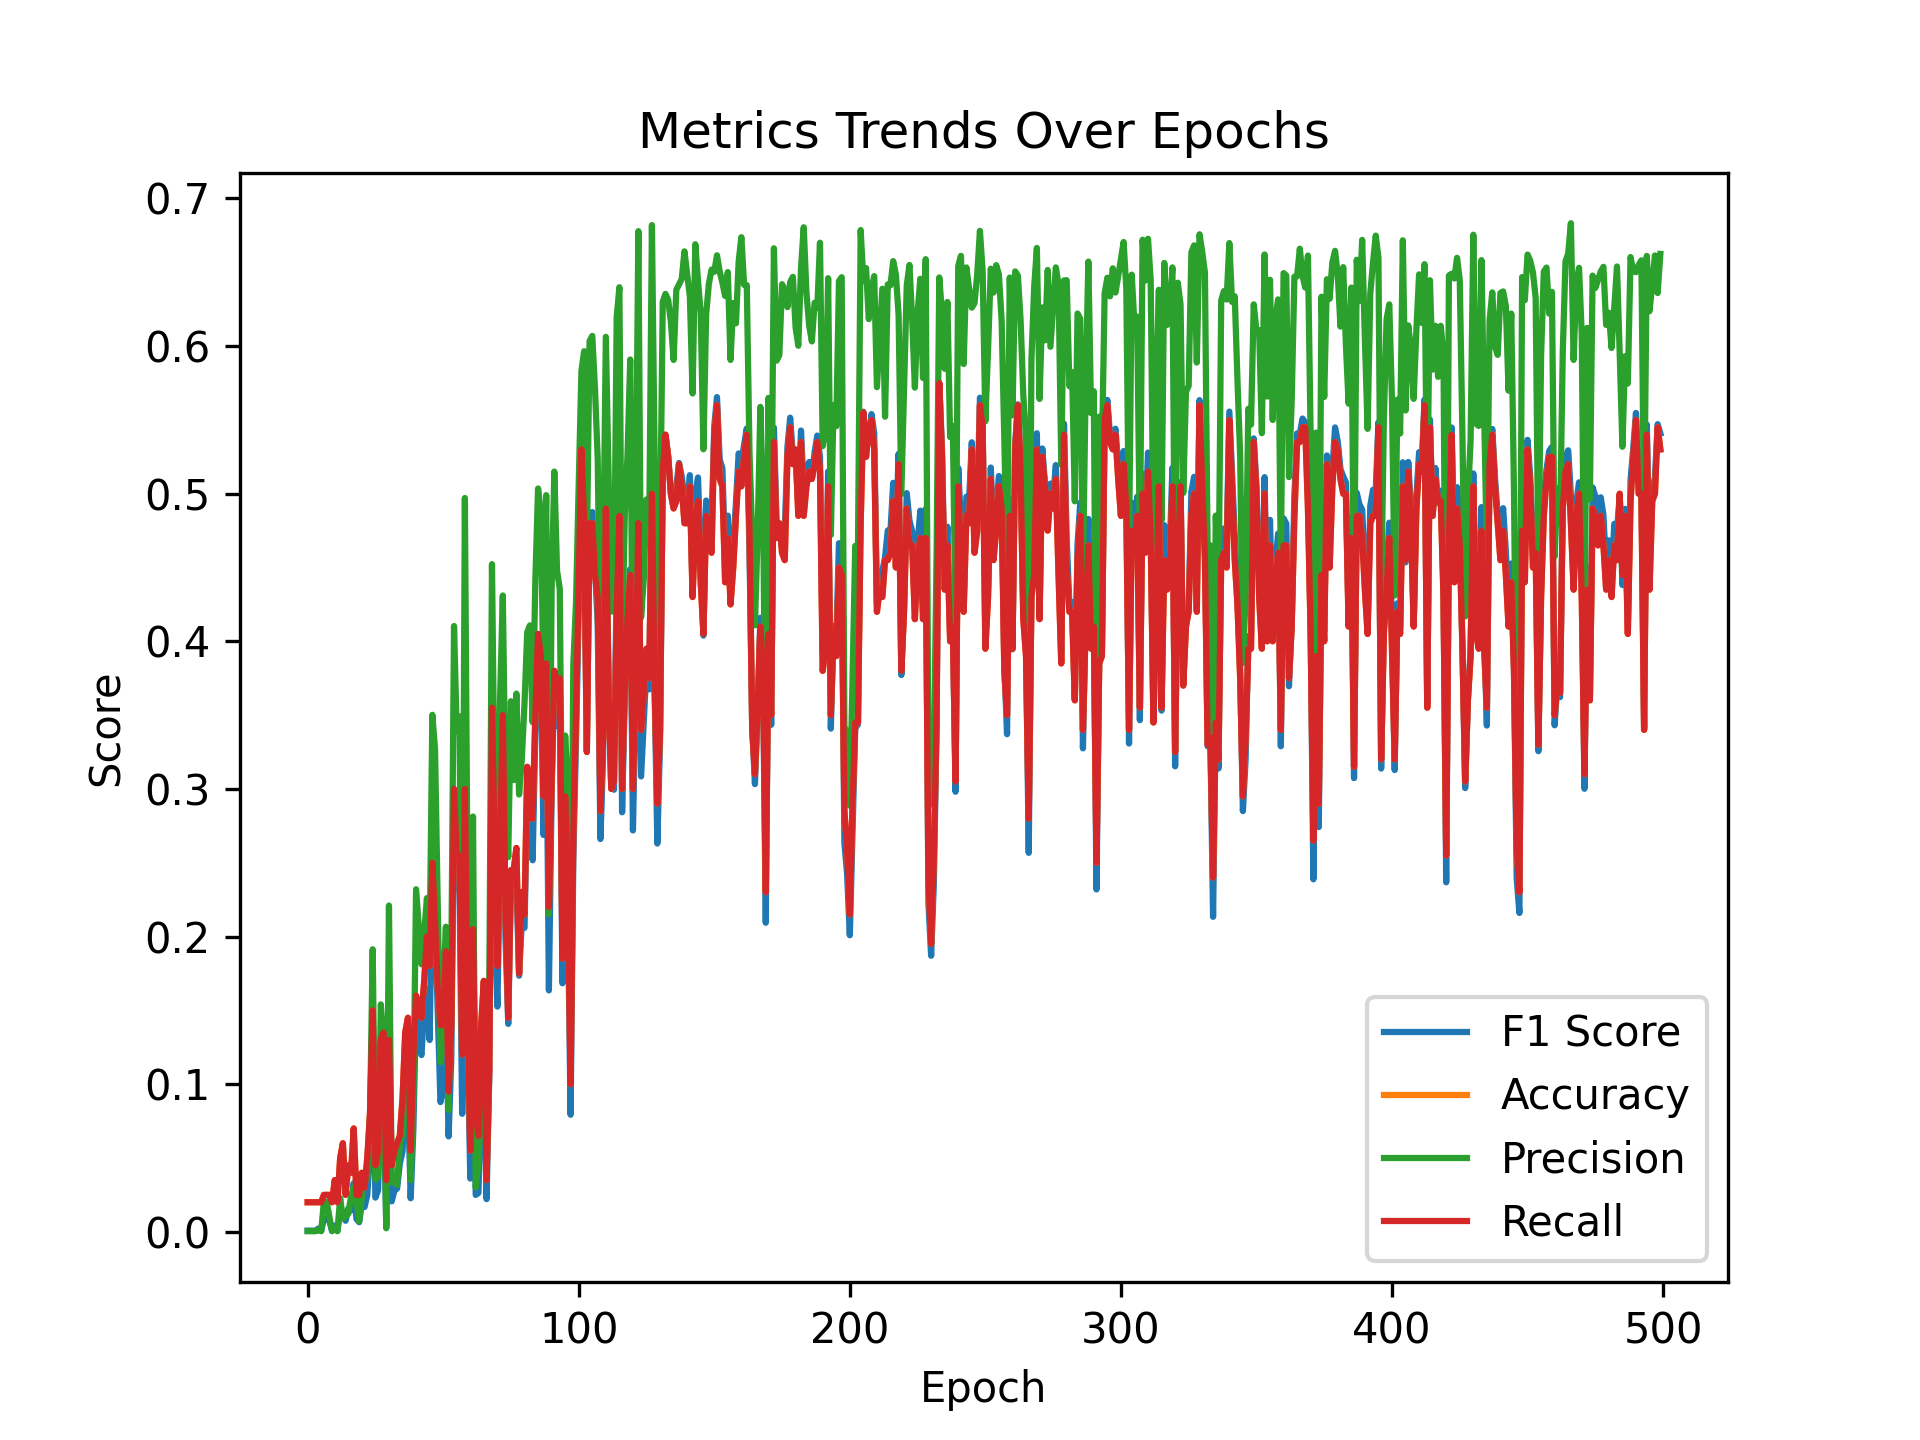 Metrics Trends Over Epochs
0.7
0.6
0.5
0.4
0.3
0.2
0.1
0.0
Score
F1 Score
Accuracy
Precision
Recall
0 100 200 300 400 500
Epoch